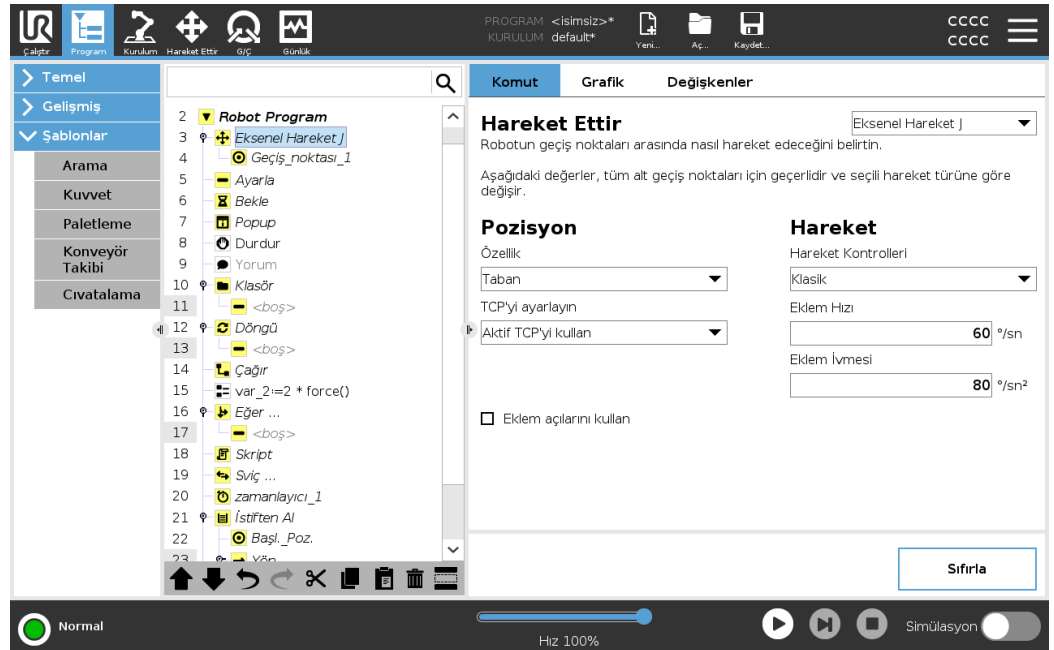 PROGRAM <isimsiz>*
KURULUM default*
Çalıştır Program Kurulum Hareket Ettir G/Ç Günlük
Yeni... Aç... Kaydet...
CCCC
CCCC
Temel
Gelişmiş
Şablonlar
Arama
Kuvvet
Paletleme
Konveyör
Takibi
Cıvatalama
2 Robot Program
3 Eksenel Hareket J
4 Geçiş_noktası_1
5 Ayarla
6 Bekle
7 Popup
8 Durdur
9 Yorum
10 Klasör
11 <boş>
12 Döngü
13 <boş>
14 Çağır
15 var_2≔2 * force()
16 Eğer ...
17 <boş>
18 Skript
19 Sviç ...
20 zamanlayıcı_1
21 İstiften Al
22 Başl._Poz.
23 Yön
Komut Grafik Değişkenler
Hareket Ettir
Eksenel Hareket J
Robotun geçiş noktaları arasında nasıl hareket edeceğini belirtin.
Aşağıdaki değerler, tüm alt geçiş noktaları için geçerlidir ve seçili hareket türüne göre
değişir.
Pozisyon
Özellik
Taban
TCP'yi ayarlayın
Aktif TCP'yi kullan
Eklem açılarını kullan
Hareket
Hareket Kontrolleri
Klasik
Eklem Hızı
60 °/sn
Eklem İvmesi
80 °/sn²
Sıfırla
Normal
Hız 100%
Simülasyon